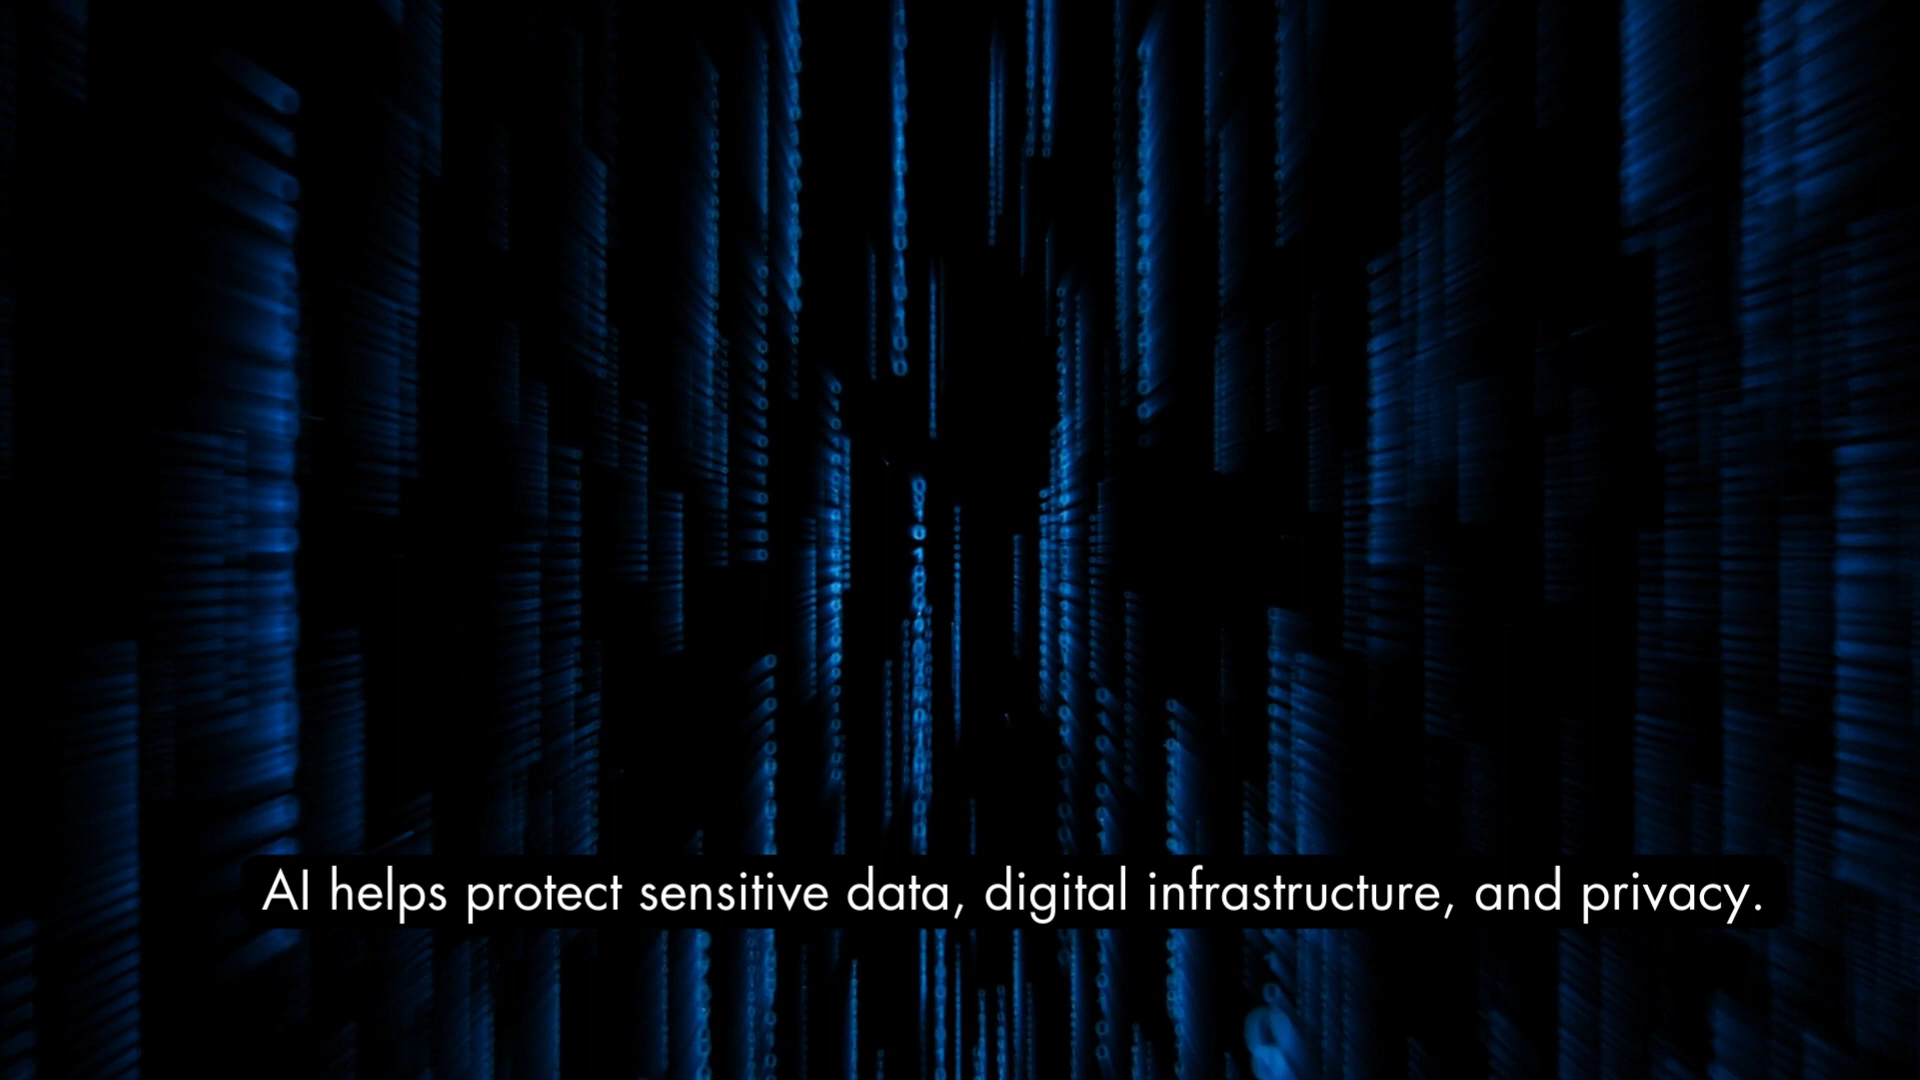 AI helps protect sensitive data, digital infrastructure, and privacy.